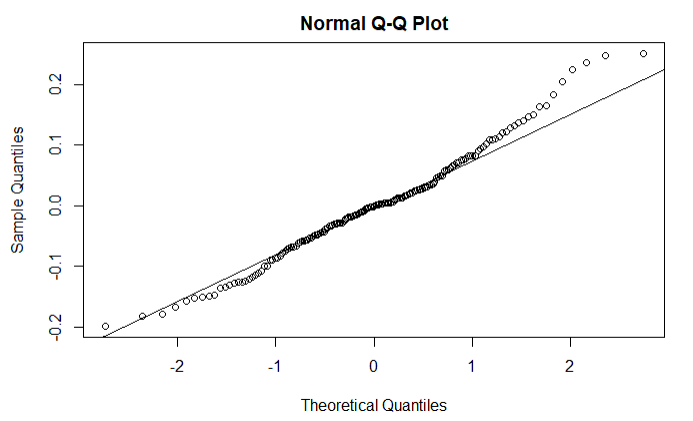 Normal Q-Q Plot
0.2
0.1
0.0
-0.1
-0.2
Sample Quantiles
-2 -1 0 1 2
Theoretical Quantiles